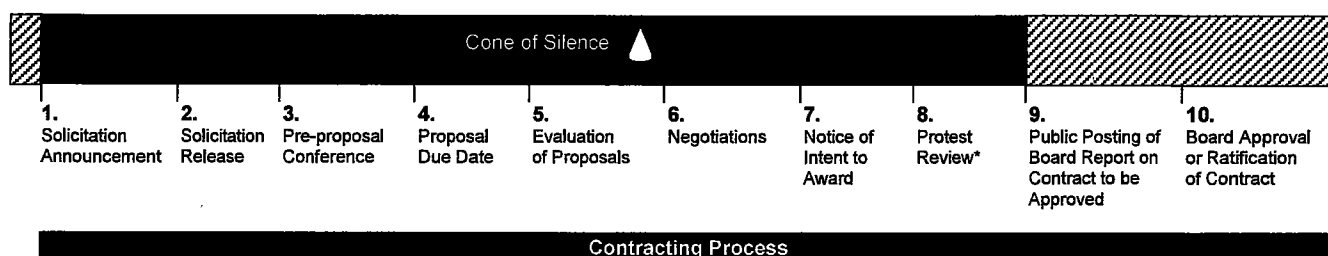 Cone of Silence
1.
Solicitation
Announcement
2.
Solicitation
Release
3.
Pre-proposal
Conference
4.
Proposal
Due Date
5.
Evaluation
of Proposals
6.
Negotiations
7.
Notice of
Intent to
Award
8.
Protest
Review*
9.
Public Posting of
Board Report on
Contract to be
Approved
10.
Board Approval
or Ratification
of Contract
Contracting Process